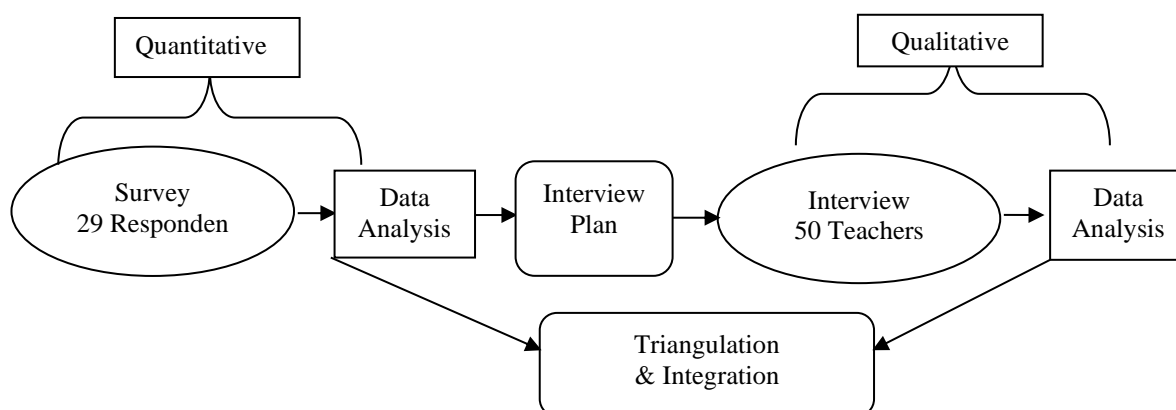 Quantitative
Qualitative
Survey
29 Responden
Data
Analysis
Interview
Plan
Interview
50 Teachers
Data
Analysis
Triangulation
& Integration